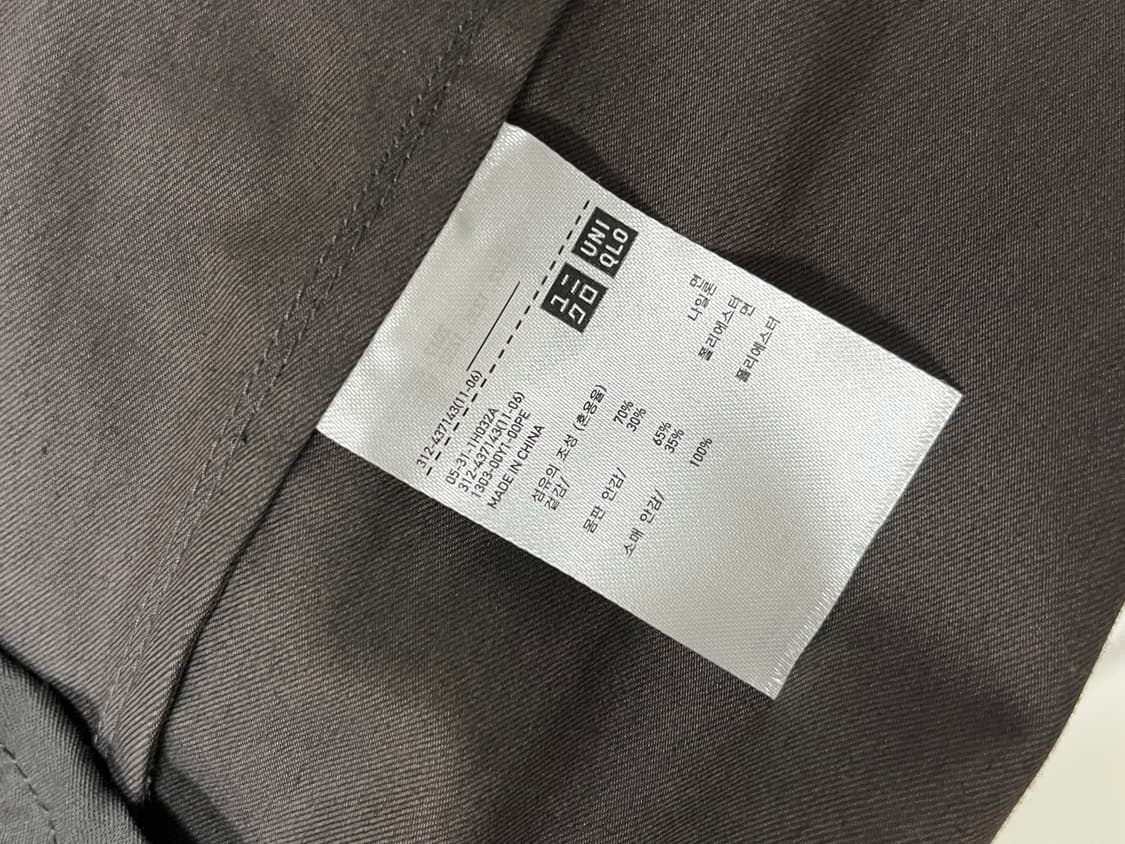 312-437143(11-06)
ユニ
クロ
UNI
QLO
05-31-1H032A
312-437143(11-06)
1303-00Y1-00PE
MADE IN CHINA
섬유의 조성 (혼용율)
겉감/ 70% 면
30% 나일론
몸판 안감/ 65% 폴리에스터
35% 면
소매 안감/ 100% 폴리에스터